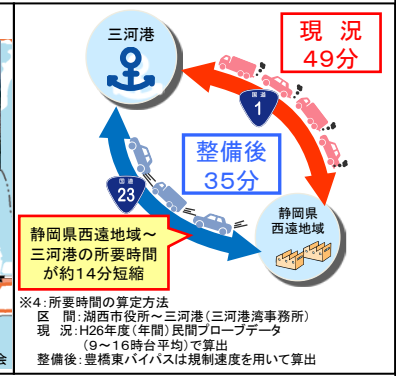 三河港
現 況
49分
国道
1
整備後
35分
国道
23
静岡県
西遠地域
静岡県西遠地域～
三河港の所要時間
が約14分短縮
※4:所要時間の算定方法
区 間:湖西市役所～三河港(三河港湾事務所)
現 況:H26年度(年間)民間プローブデータ
(9～16時台平均)で算出
整備後:豊橋東バイパスは規制速度を用いて算出
会